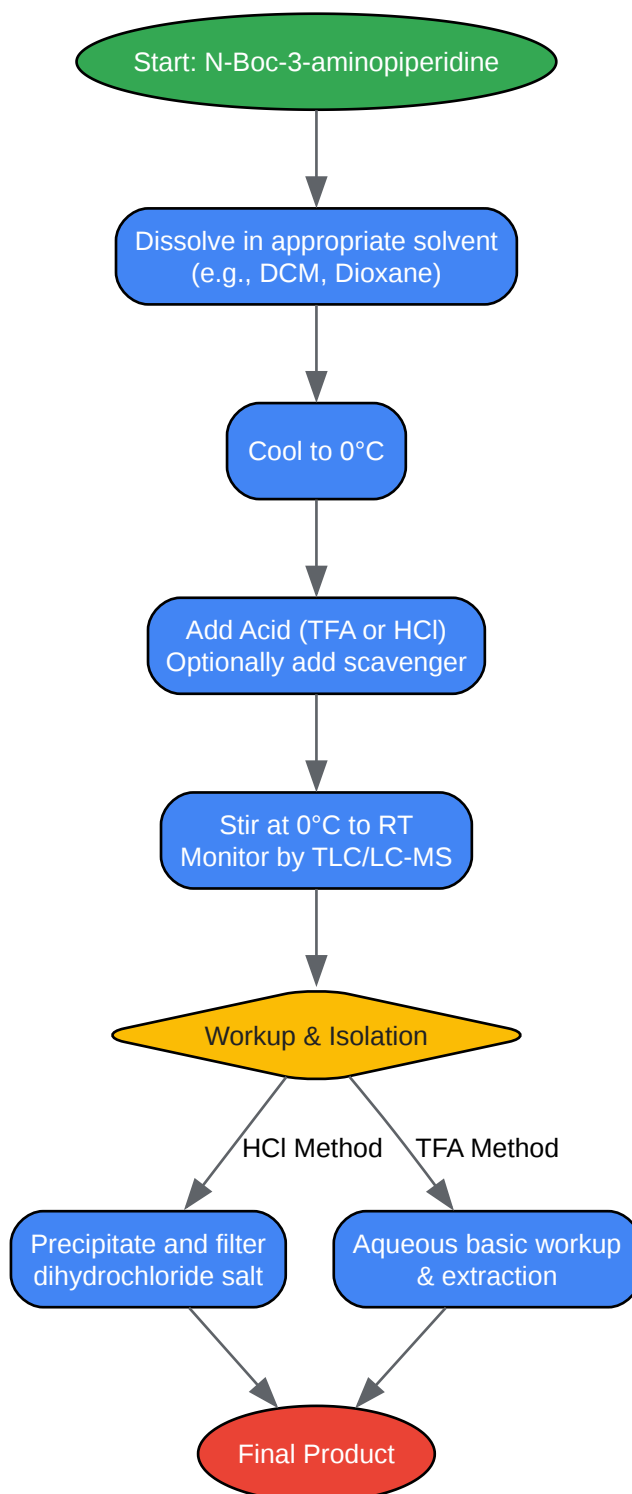 Start: N-Boc-3-aminopiperidine
Dissolve in appropriate solvent
(e.g., DCM, Dioxane)
Cool to 0°C
Add Acid (TFA or HCl)
Optionally add scavenger
Stir at 0°C to RT
Monitor by TLC/LC-MS
Workup & Isolation
HCl Method
TFA Method
Precipitate and filter
dihydrochloride salt
Aqueous basic workup
& extraction
Final Product